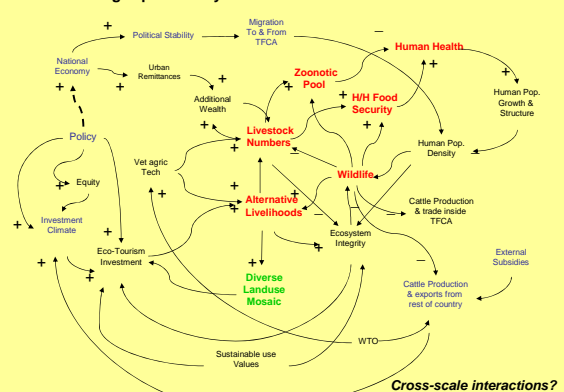 +
Political Stability
Migration
To & From
TFCA
–
Human Health
National
Economy
+
Urban
Remittances
+
Zoonotic
Pool
+
+
+
+
+
Additional
Wealth
+
H/H Food
Security
Human Pop.
Growth &
Structure
Policy
+
Livestock
Numbers
+
+
Human Pop.
Density
–
Vet agric
Tech
+
–
Wildlife
–
+
Equity
+
+
Alternative
Livelihoods
+
–
–
–
Cattle Production
& trade inside
TFCA
+
Investment
Climate
+
Ecosystem
Integrity
+
+
Eco-Tourism
Investment
+
Diverse
Landuse
Mosaic
–
External
Subsidies
Cattle Production
& exports from
rest of country
+
WTO
Sustainable use
Values
Cross-scale interactions?